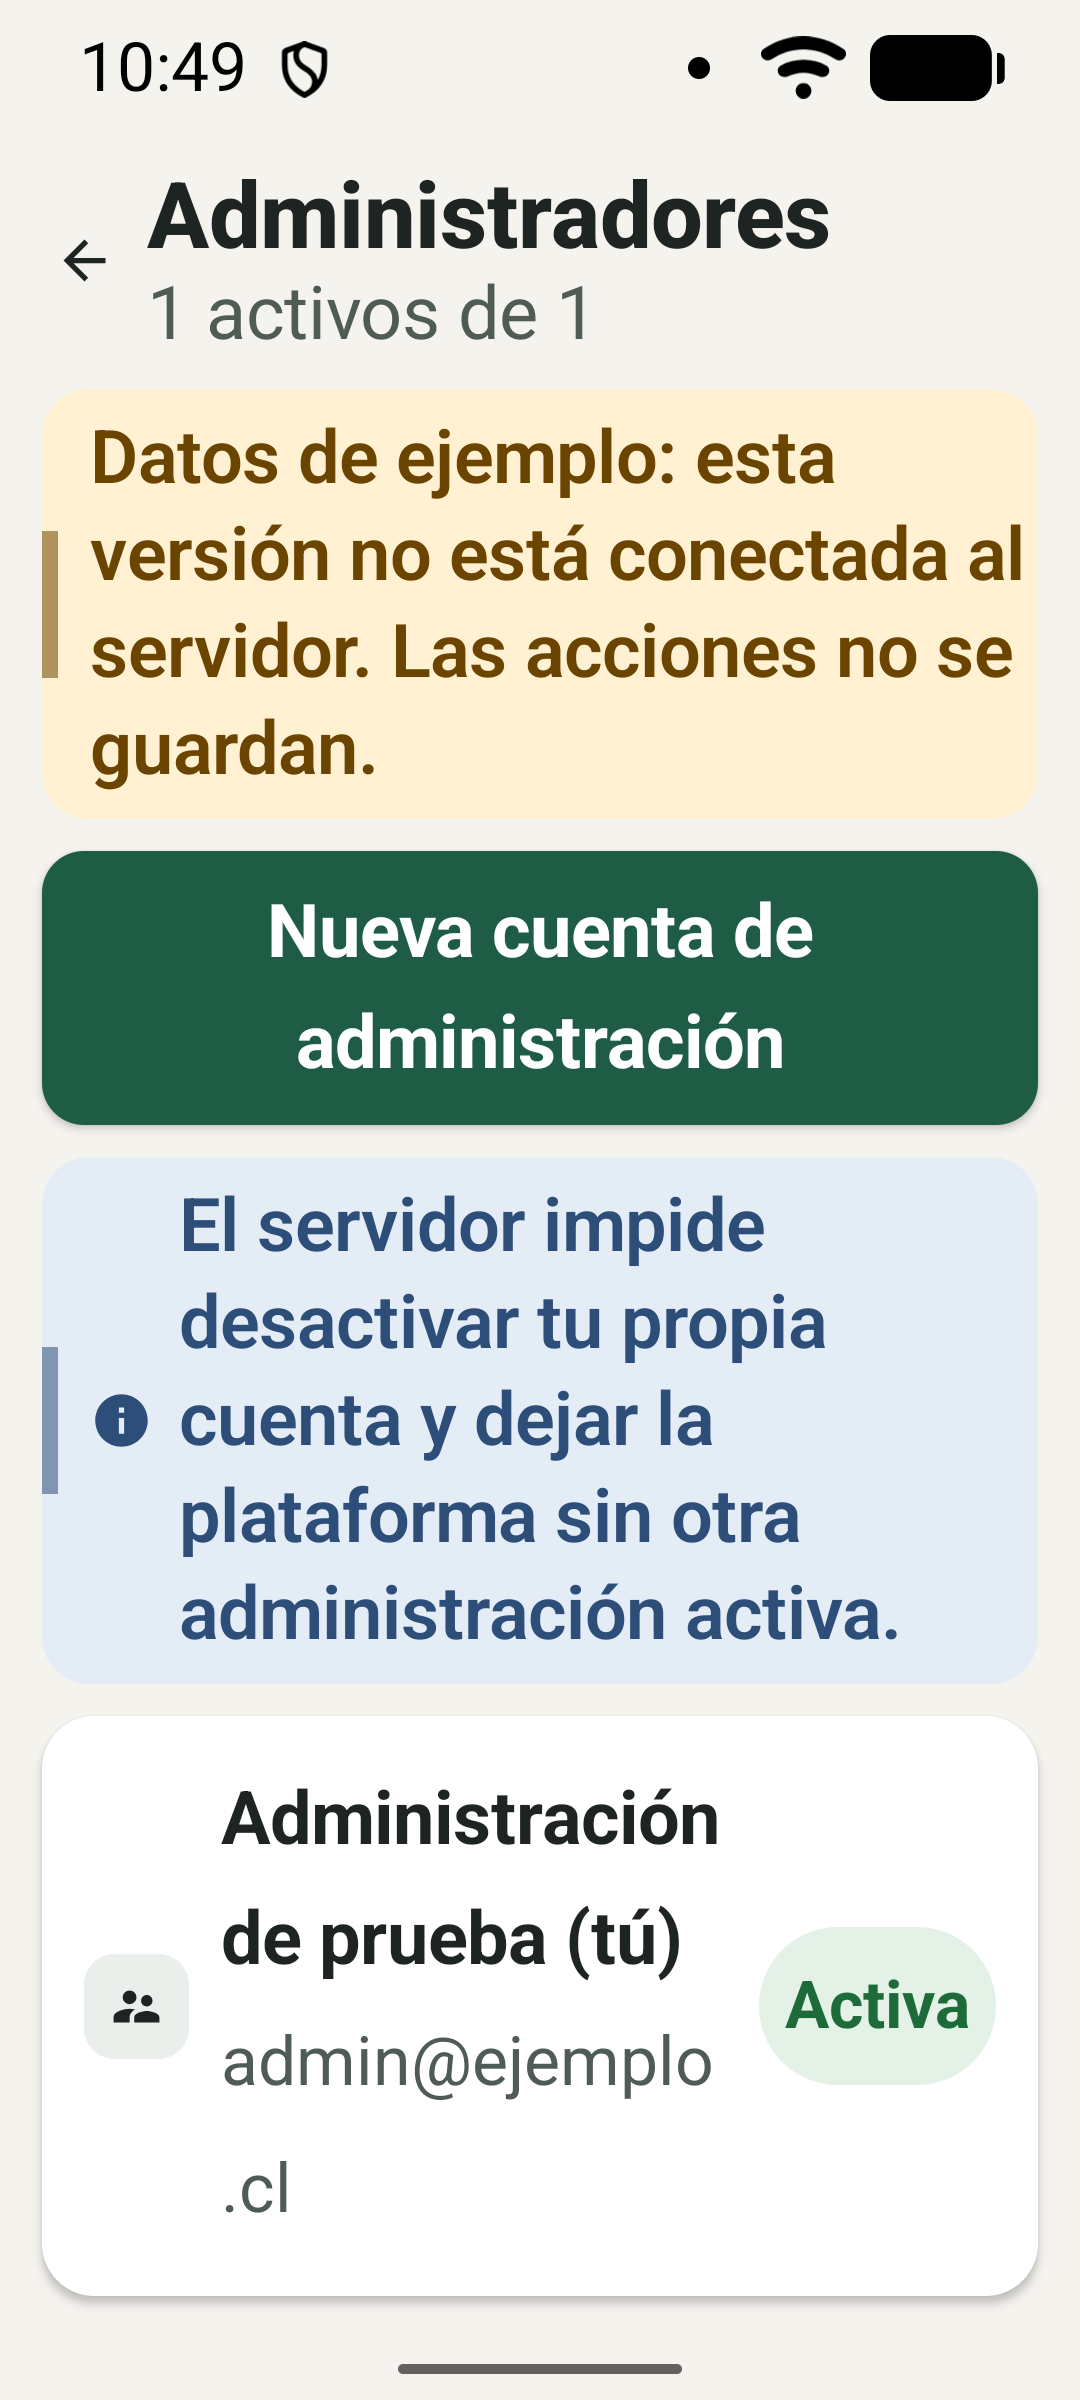 10:49
Administradores
1 activos de 1
Datos de ejemplo: esta
versión no está conectada al
servidor. Las acciones no se
guardan.
Nueva cuenta de
administración
El servidor impide
desactivar tu propia
cuenta y dejar la
plataforma sin otra
administración activa.
Administración
de prueba (tú)
admin@ejemplo
.cl
Activa